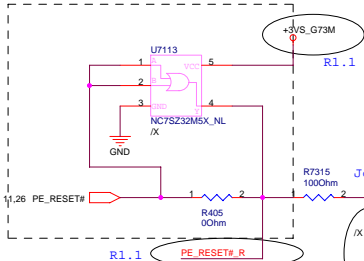 +3VS_G73M
R1.1
U7113
1 A VCC 5
2 B
3 GND 4
NC7SZ32M5X_NL
/X
GND
11,26 PE_RESET#
1 2
R405
0Ohm
R7315
100Ohm
1 2
/X
R1.1
PE_RESET#_R